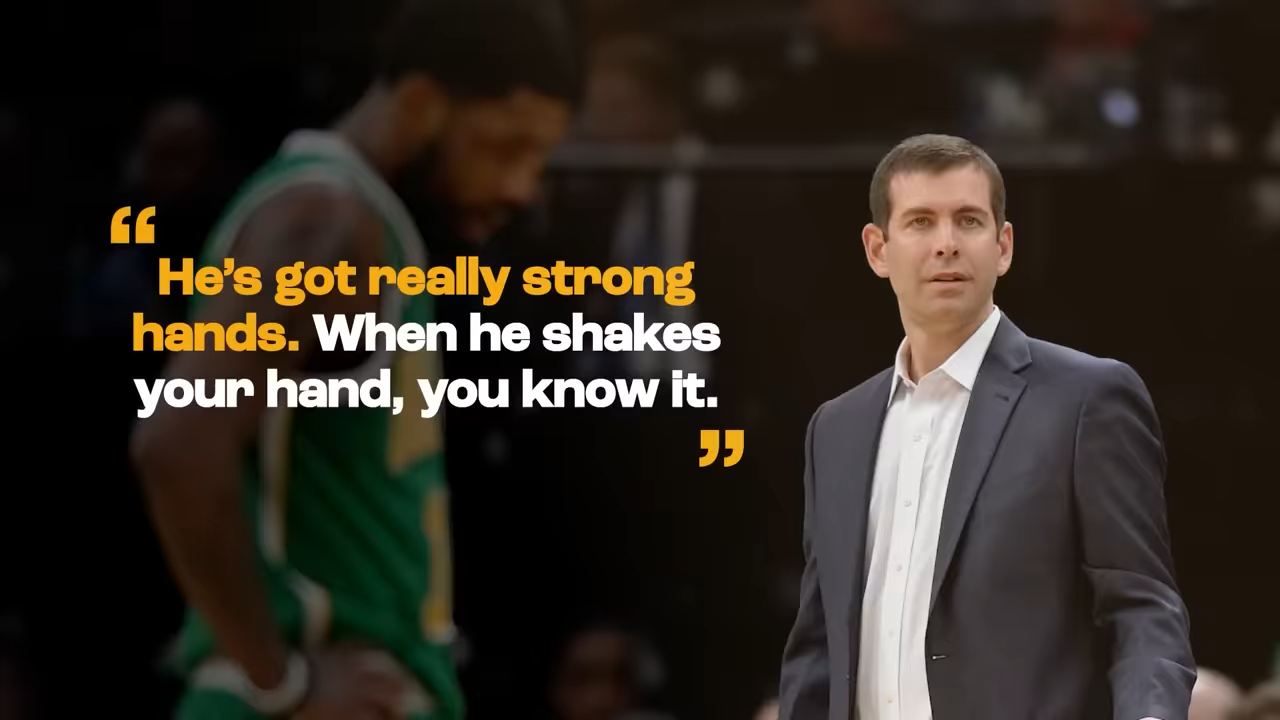 “
He’s got really strong
hands. When he shakes
your hand, you know it.
”